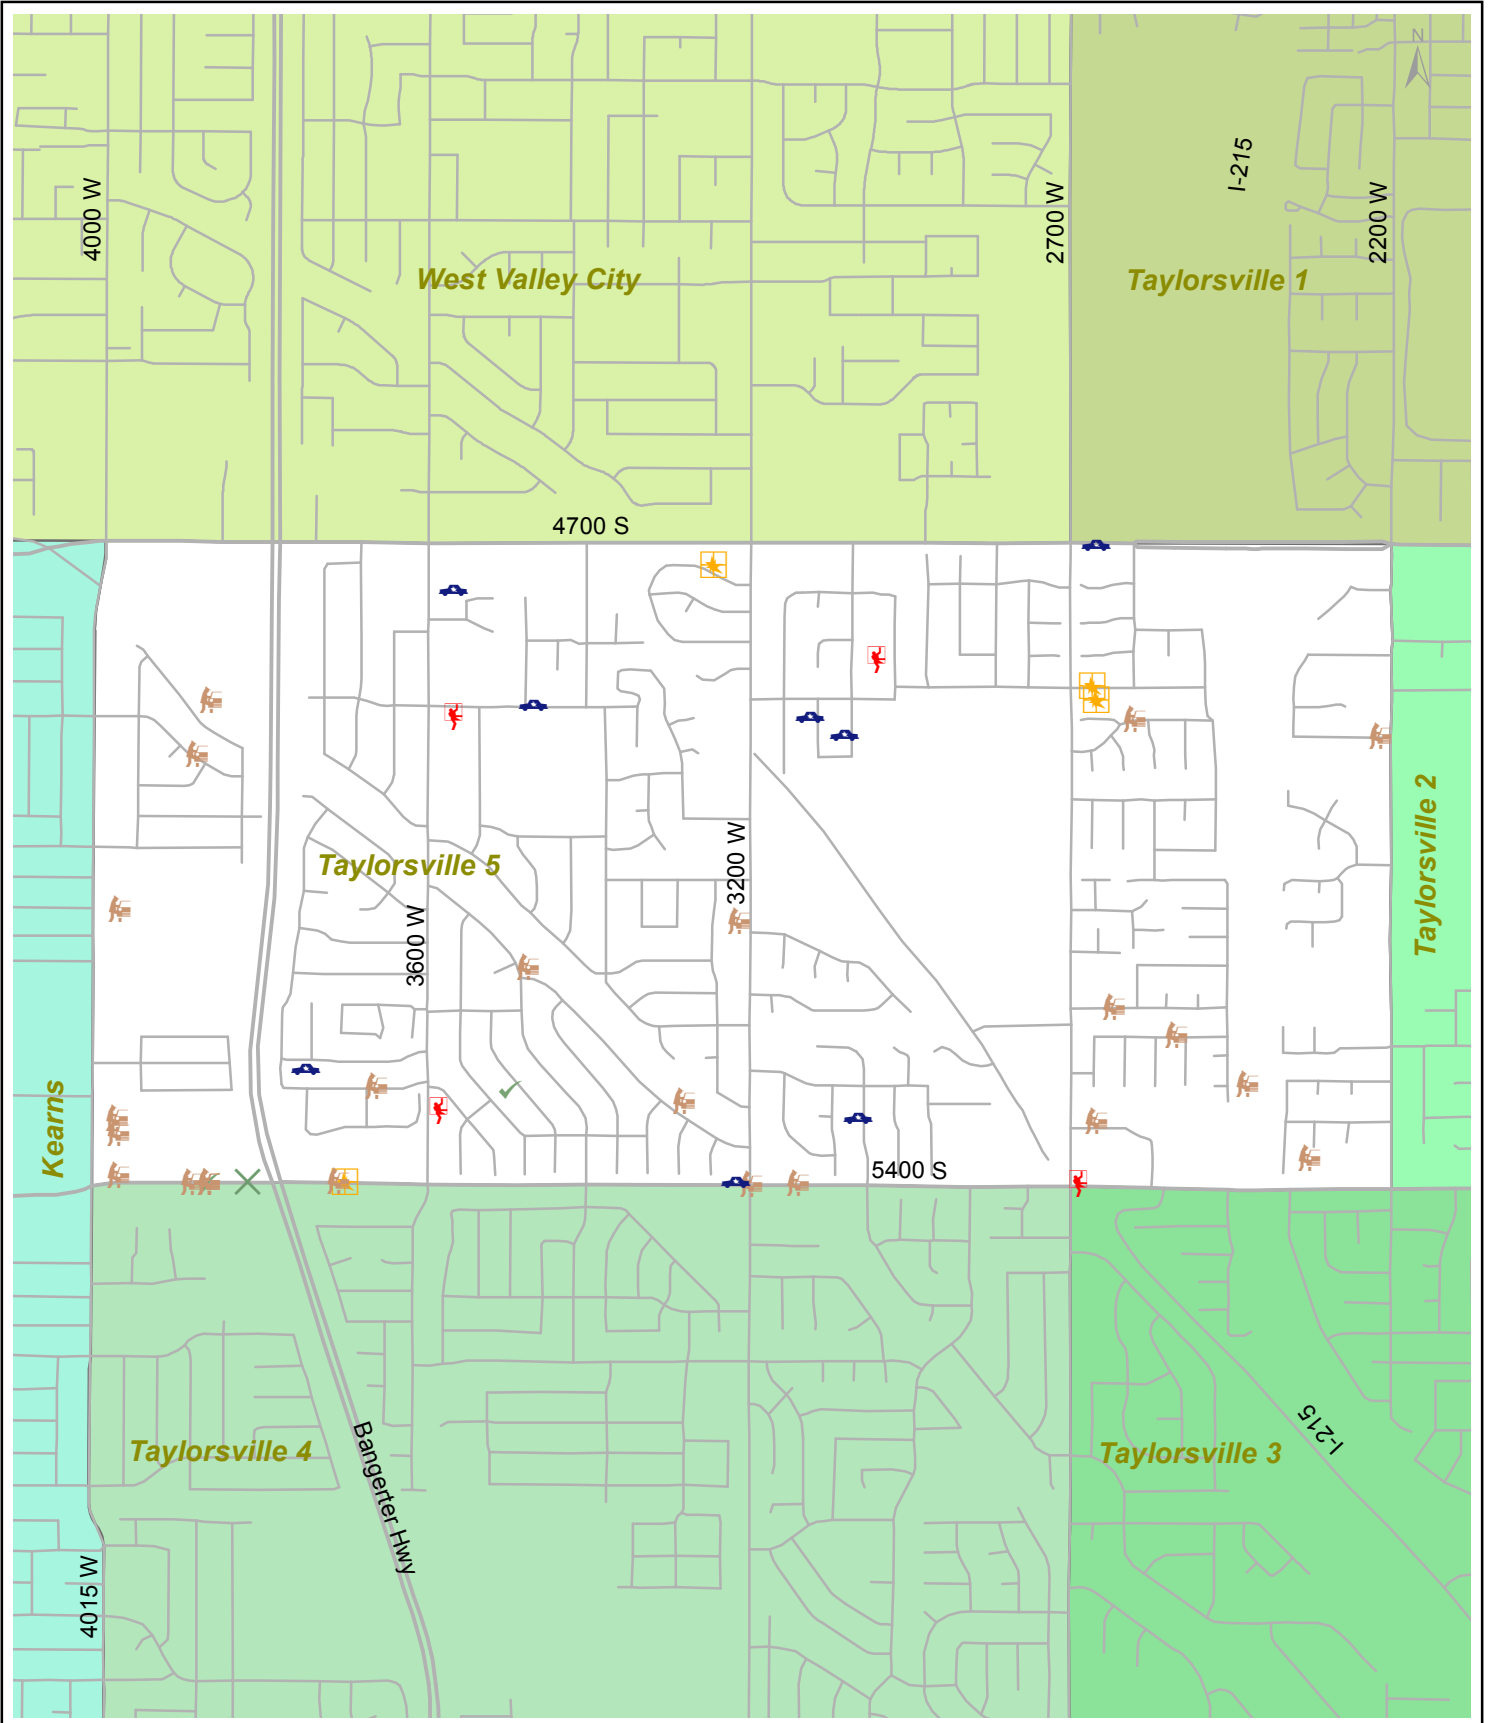 N
I-215
4000 W
2700 W
2200 W
West Valley City
Taylorsville 1
4700 S
Taylorsville 2
3200 W
Taylorsville 5
3600 W
Kearns
5400 S
I-215
Taylorsville 4
Taylorsville 3
Bangerter Hwy
4015 W